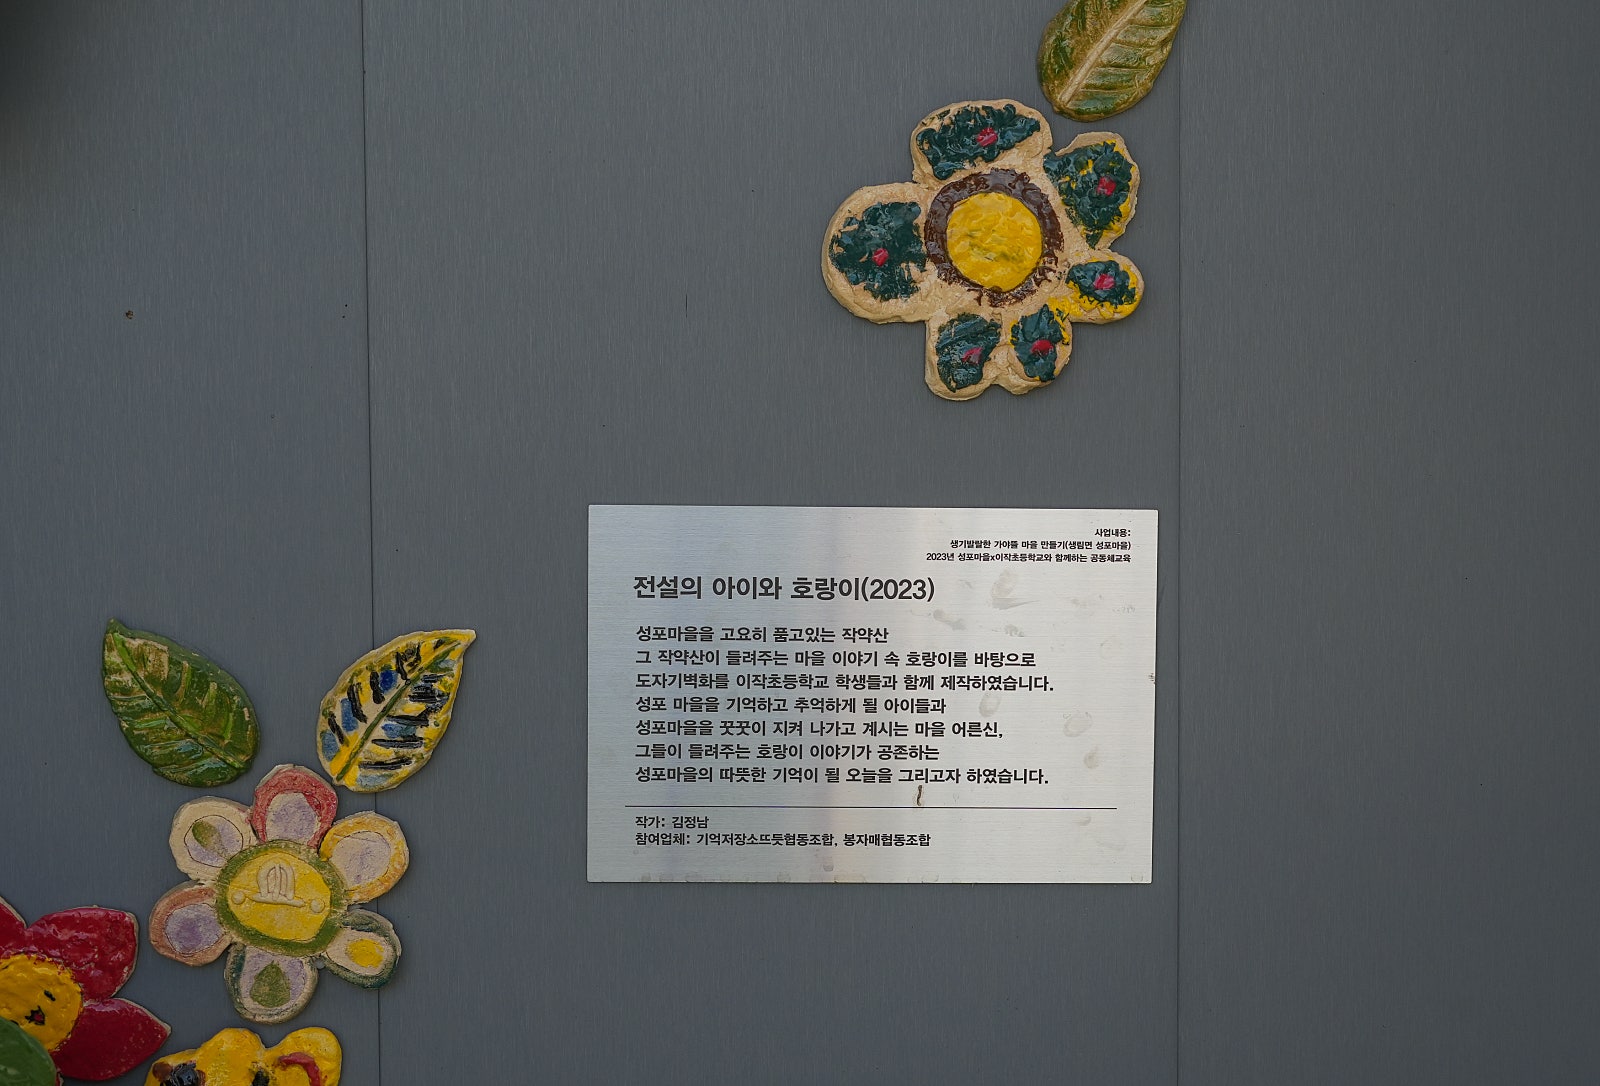 사업내용:
생기발랄한 가야뜰 마을 만들기(생림면 성포마을)
2023년 성포마을x이작초등학교와 함께하는 공동체교육
전설의 아이와 호랑이(2023)
성포마을을 고요히 품고있는 작약산
그 작약산이 들려주는 마을 이야기 속 호랑이를 바탕으로
도자기벽화를 이작초등학교 학생들과 함께 제작하였습니다.
성포 마을을 기억하고 추억하게 될 아이들과
성포마을을 꿋꿋이 지켜 나가고 계시는 마을 어른신,
그들이 들려주는 호랑이 이야기가 공존하는
성포마을의 따뜻한 기억이 될 오늘을 그리고자 하였습니다.
작가: 김정남
참여업체: 기억저장소뜨듯협동조합, 봉자매협동조합